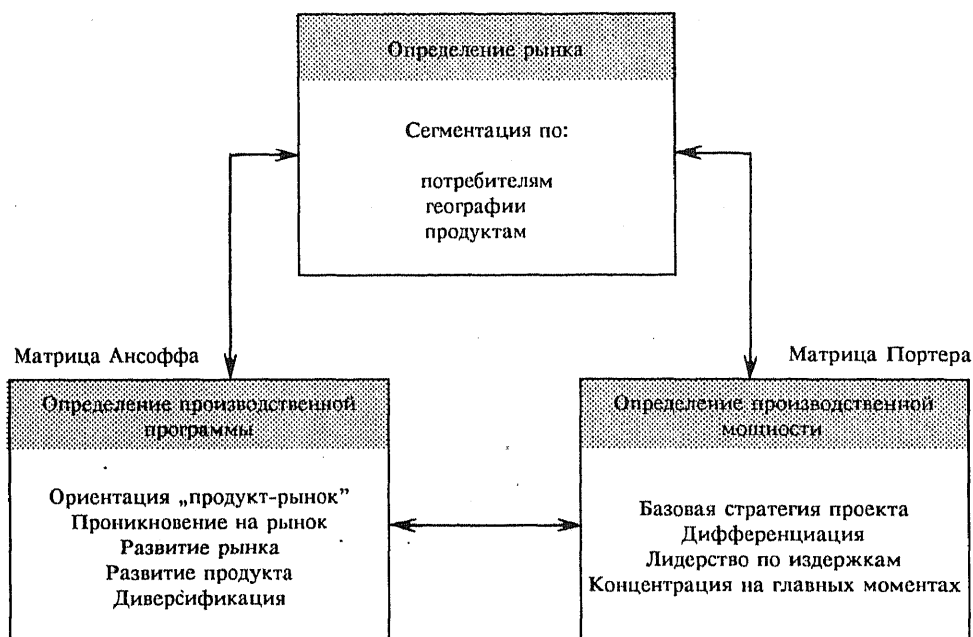 Определение рынка
Сегментация по:
потребителям
географии
продуктам
Матрица Ансоффа
Матрица Портера
Определение производственной
программы
Ориентация „продукт-рынок”
Проникновение на рынок
Развитие рынка
Развитие продукта
Диверсификация
Определение производственной
мощности
Базовая стратегия проекта
Дифференциация
Лидерство по издержкам
Концентрация на главных моментах